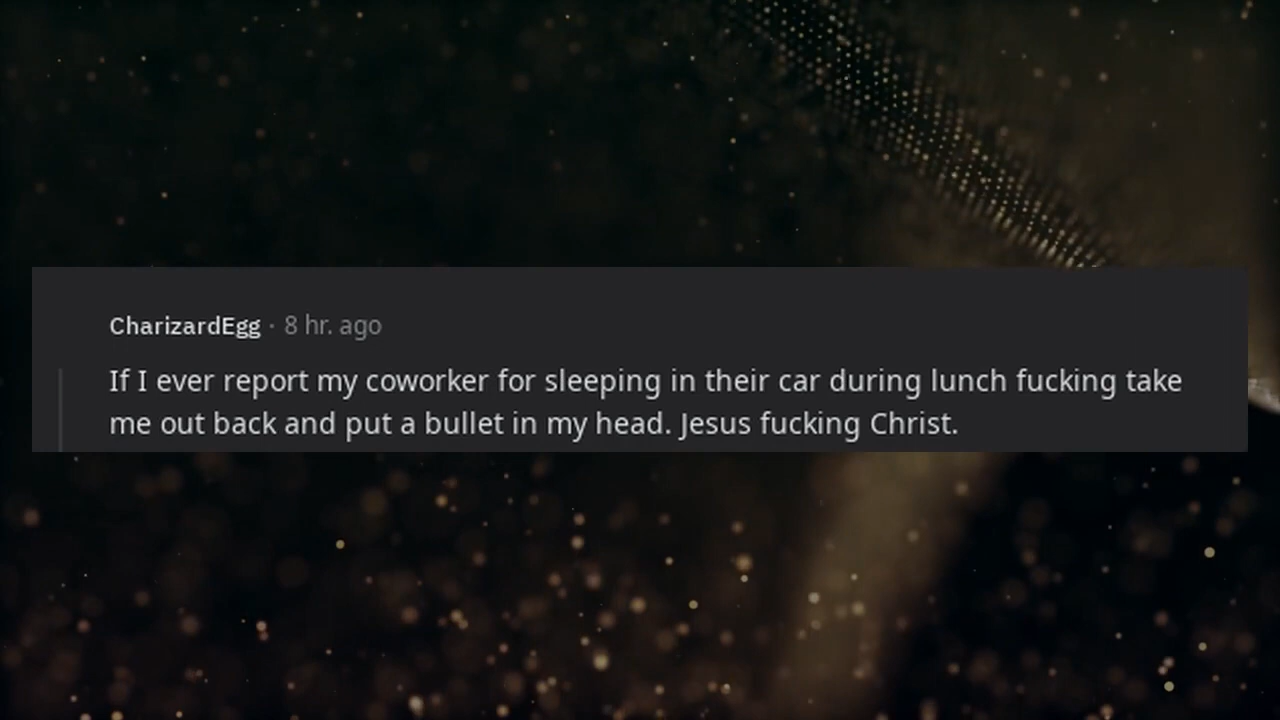 CharizardEgg · 8 hr. ago
If I ever report my coworker for sleeping in their car during lunch fucking take
me out back and put a bullet in my head. Jesus fucking Christ.